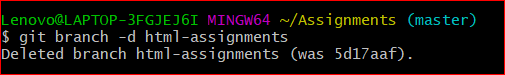 Lenovo@LAPTOP-3FGJEJ6I MINGW64 ~/Assignments (master)
$ git branch -d html-assignments
Deleted branch html-assignments (was 5d17aaf).